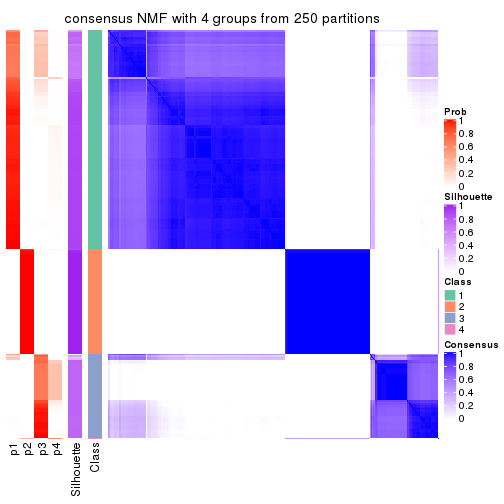 consensus NMF with 4 groups from 250 partitions
Prob
1
0.8
0.6
0.4
0.2
0
Silhouette
1
0.8
0.6
0.4
0.2
0
Class
1
2
3
4
Consensus
1
0.8
0.6
0.4
0.2
0
p1
p2
p3
p4
Silhouette
Class